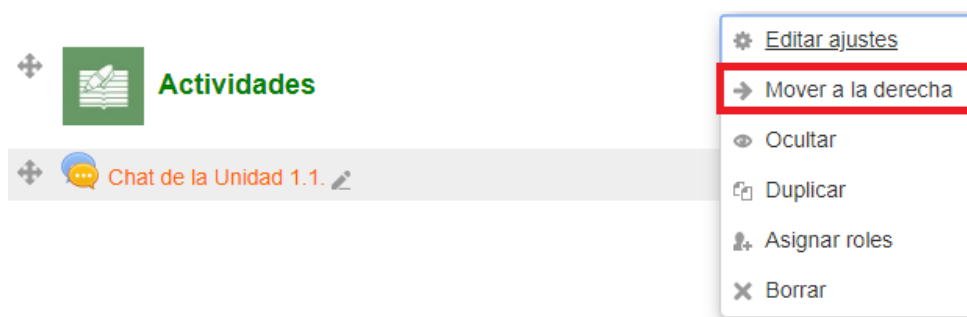 Actividades
Chat de la Unidad 1.1.
Editar ajustes
Mover a la derecha
Ocultar
Duplicar
Asignar roles
Borrar